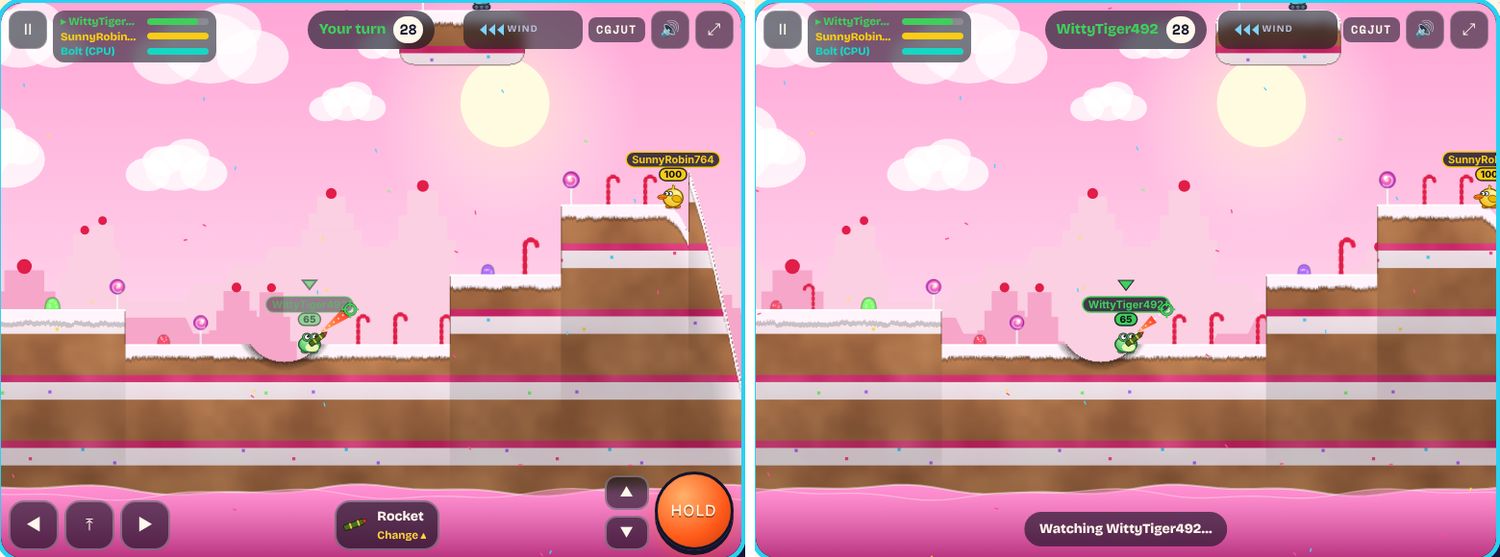 WittyTiger...
SunnyRobin...
Bolt (CPU)
Your turn 28
WIND
CGJUT
SunnyRobin764
100
65
Rocket
Change
HOLD
WittyTiger...
SunnyRobin...
Bolt (CPU)
WittyTiger492 28
WIND
CGJUT
100
WittyTiger492
65
Watching WittyTiger492...